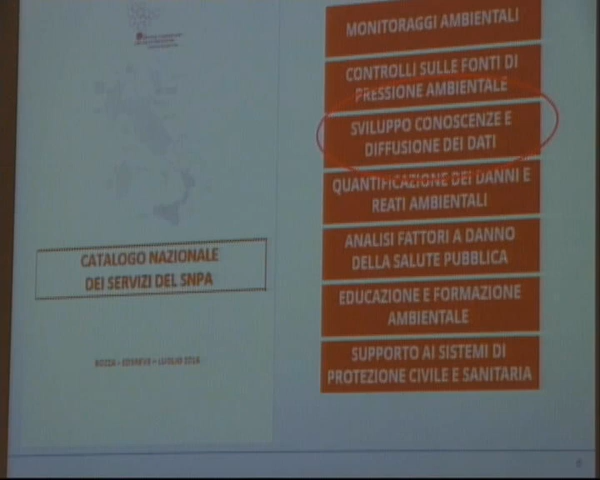 CATALOGO NAZIONALE
DEI SERVIZI DEL SNPA
MONITORAGGI AMBIENTALI
CONTROLLI SULLE FONTI DI
PRESSIONE AMBIENTALE
SVILUPPO CONOSCENZE E
DIFFUSIONE DEI DATI
QUANTIFICAZIONE DEI DANNI E
REATI AMBIENTALI
ANALISI FATTORI A DANNO
DELLA SALUTE PUBBLICA
EDUCAZIONE E FORMAZIONE
AMBIENTALE
SUPPORTO AI SISTEMI DI
PROTEZIONE CIVILE E SANITARIA